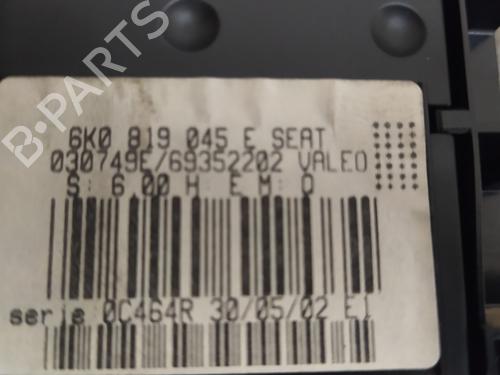 6K0 819 045 E SEAT
030749E/69352202 VALEO
S: 6,00 H E M: Q
serie 0C464R 30/05/02 E1
B-PARTS